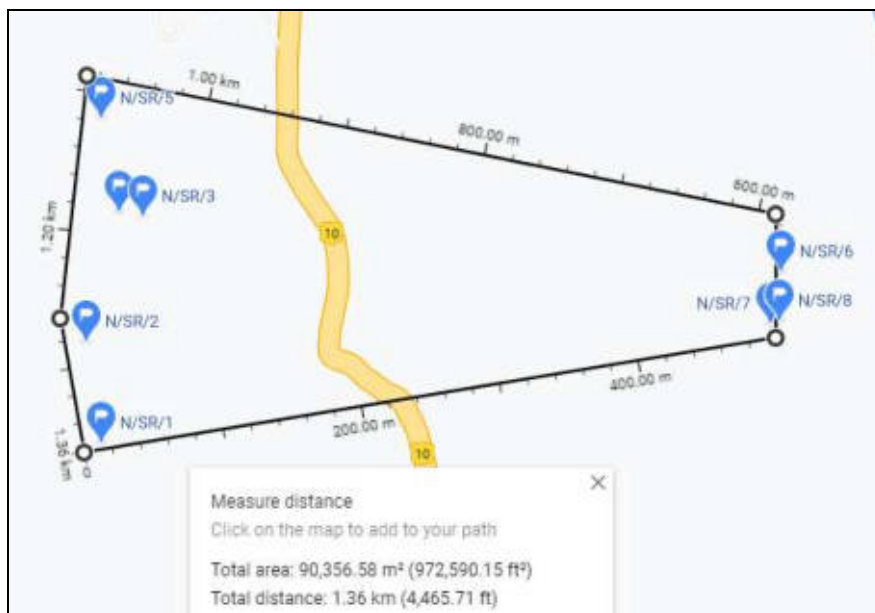 1.00 km
N/SR/5
800.00 m
600.00 m
N/SR/3
1.20 km
10
N/SR/6
N/SR/7
N/SR/8
N/SR/2
400.00 m
N/SR/1
200.00 m
1.36 km
0
10
Measure distance
Click on the map to add to your path
Total area: 90,356.58 m² (972,590.15 ft²)
Total distance: 1.36 km (4,465.71 ft)